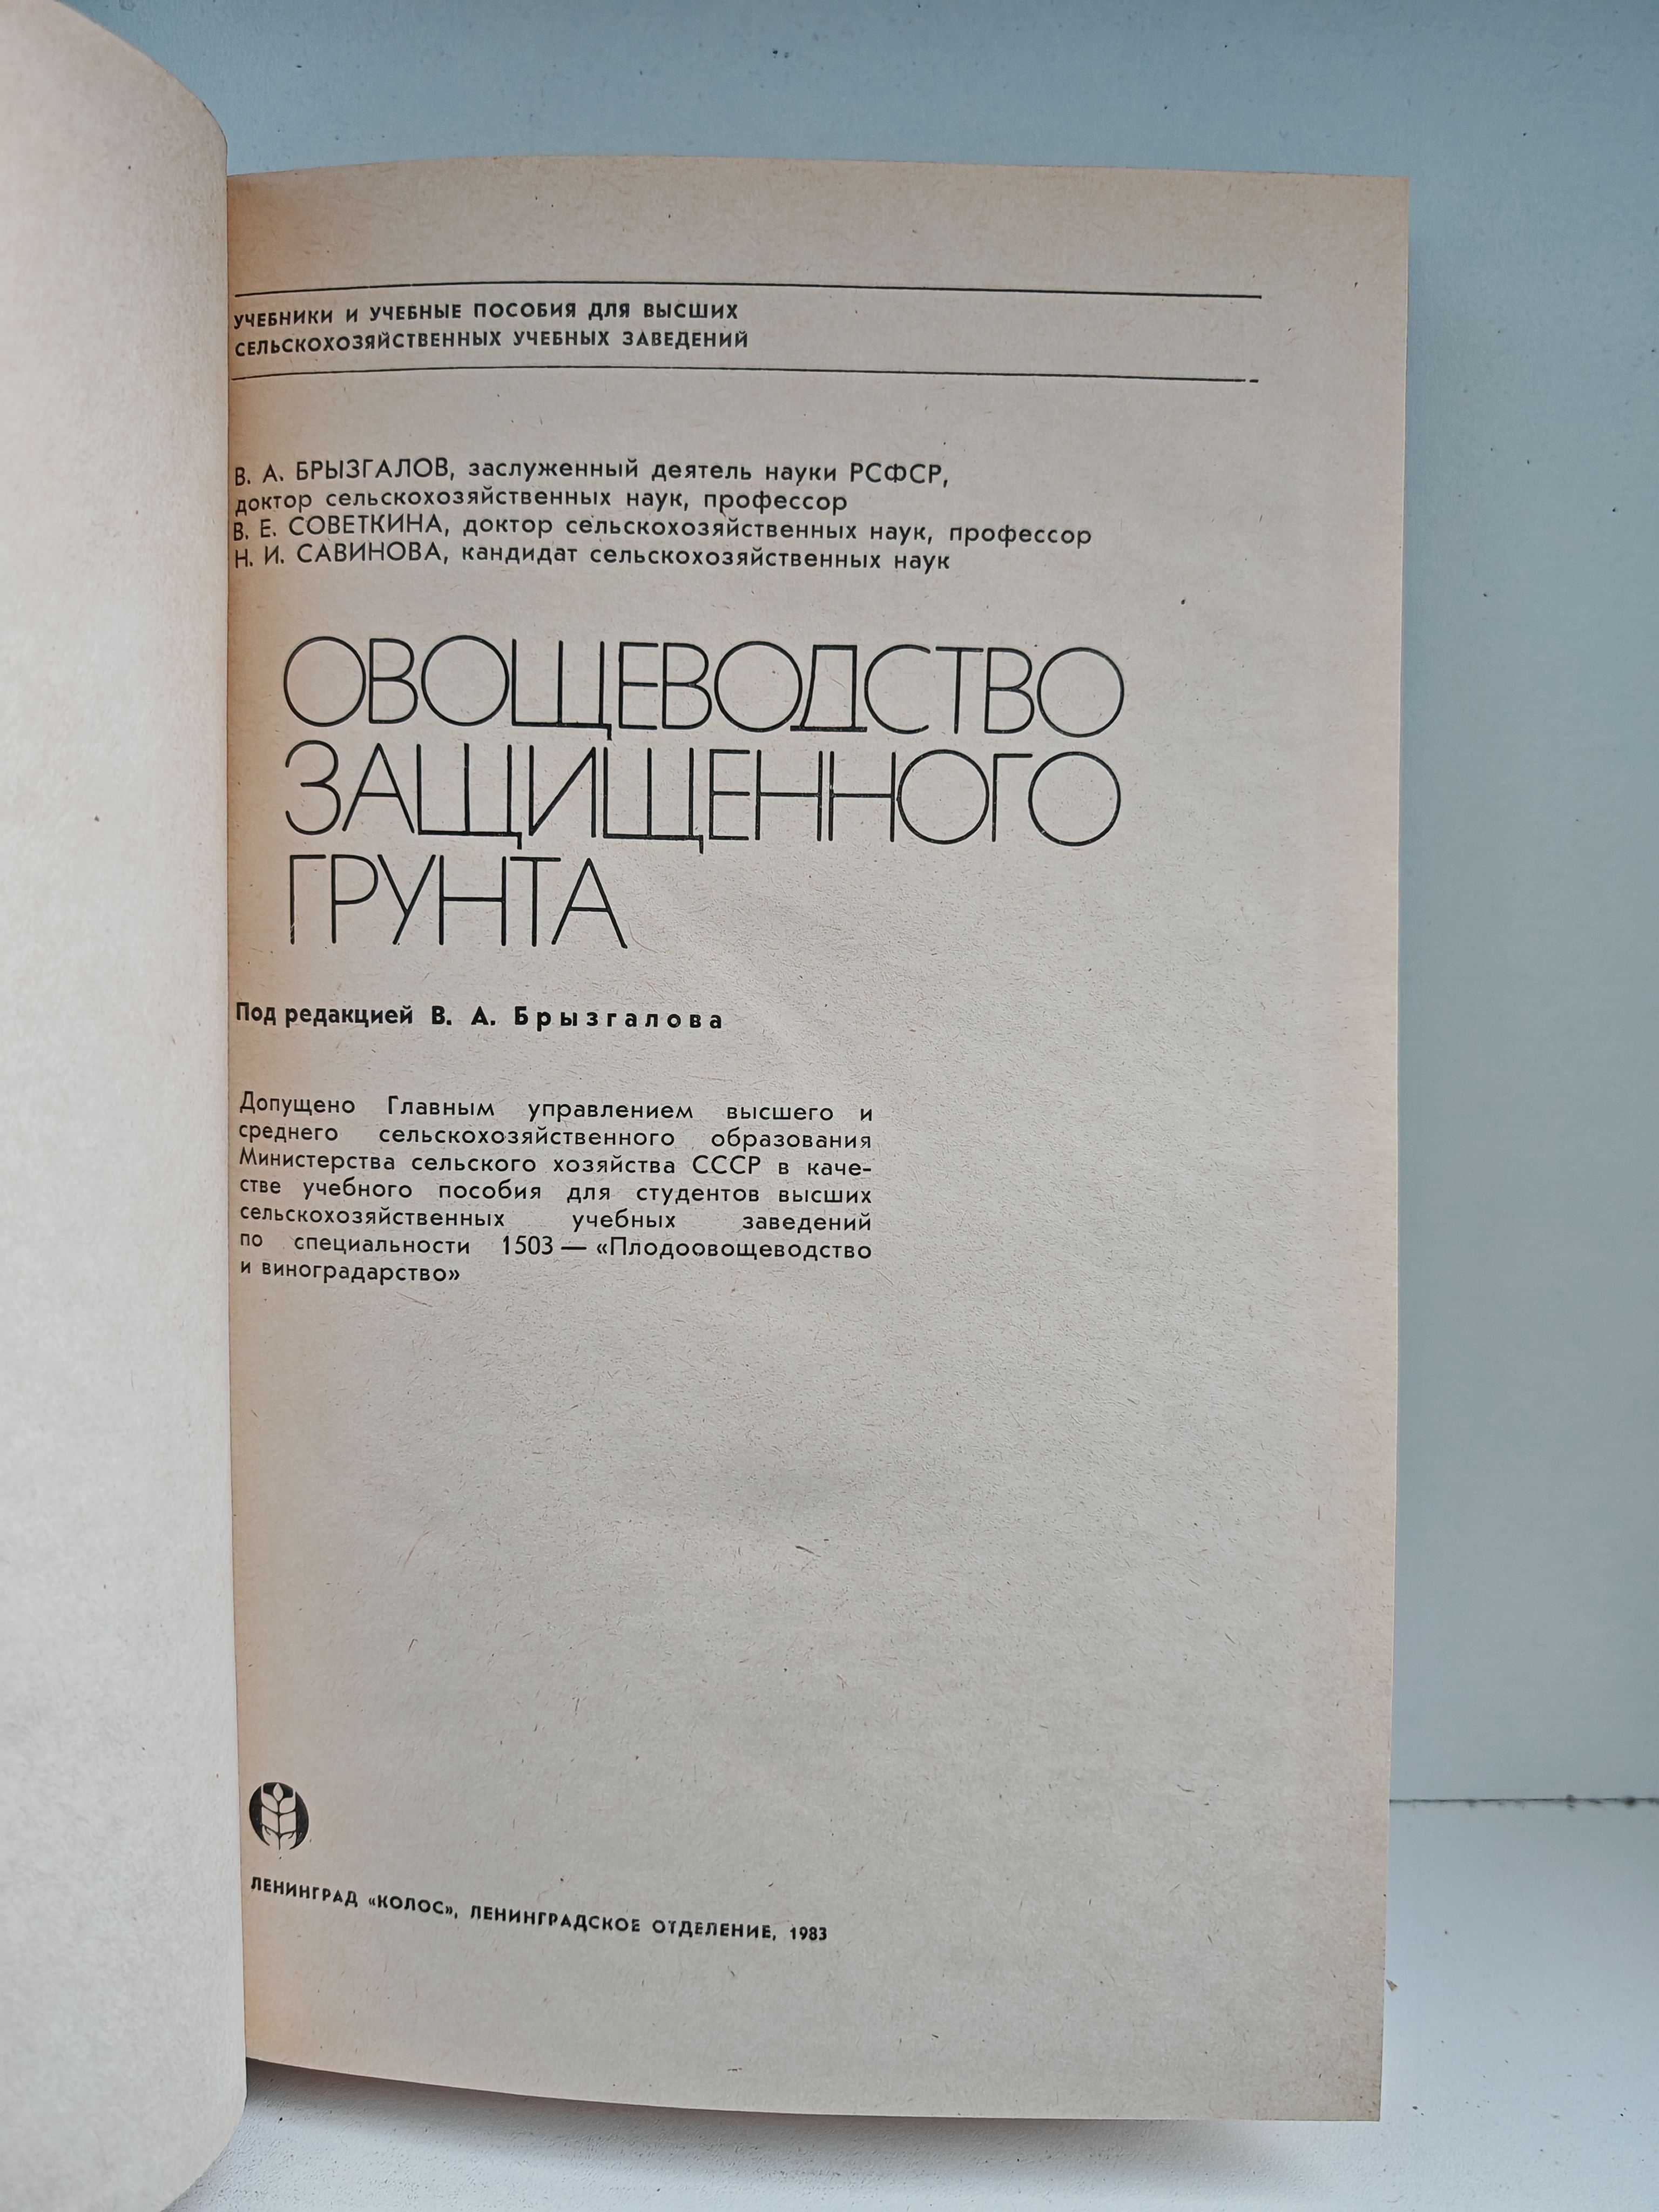 УЧЕБНИКИ И УЧЕБНЫЕ ПОСОБИЯ ДЛЯ ВЫСШИХ
СЕЛЬСКОХОЗЯЙСТВЕННЫХ УЧЕБНЫХ ЗАВЕДЕНИЙ
В. А. БРЫЗГАЛОВ, заслуженный деятель науки РСФСР,
доктор сельскохозяйственных наук, профессор
В. Е. СОВЕТКИНА, доктор сельскохозяйственных наук, профессор
Н. И. САВИНОВА, кандидат сельскохозяйственных наук
ОВОЩЕВОДСТВО
ЗАЩИЩЕННОГО
ГРУНТА
Под редакцией В. А. Брызгалова
Допущено Главным управлением высшего и
среднего сельскохозяйственного образования
Министерства сельского хозяйства СССР в каче-
стве учебного пособия для студентов высших
сельскохозяйственных учебных заведений
по специальности 1503 — «Плодоовощеводство
и виноградарство»
ЛЕНИНГРАД «КОЛОС», ЛЕНИНГРАДСКОЕ ОТДЕЛЕНИЕ, 1983